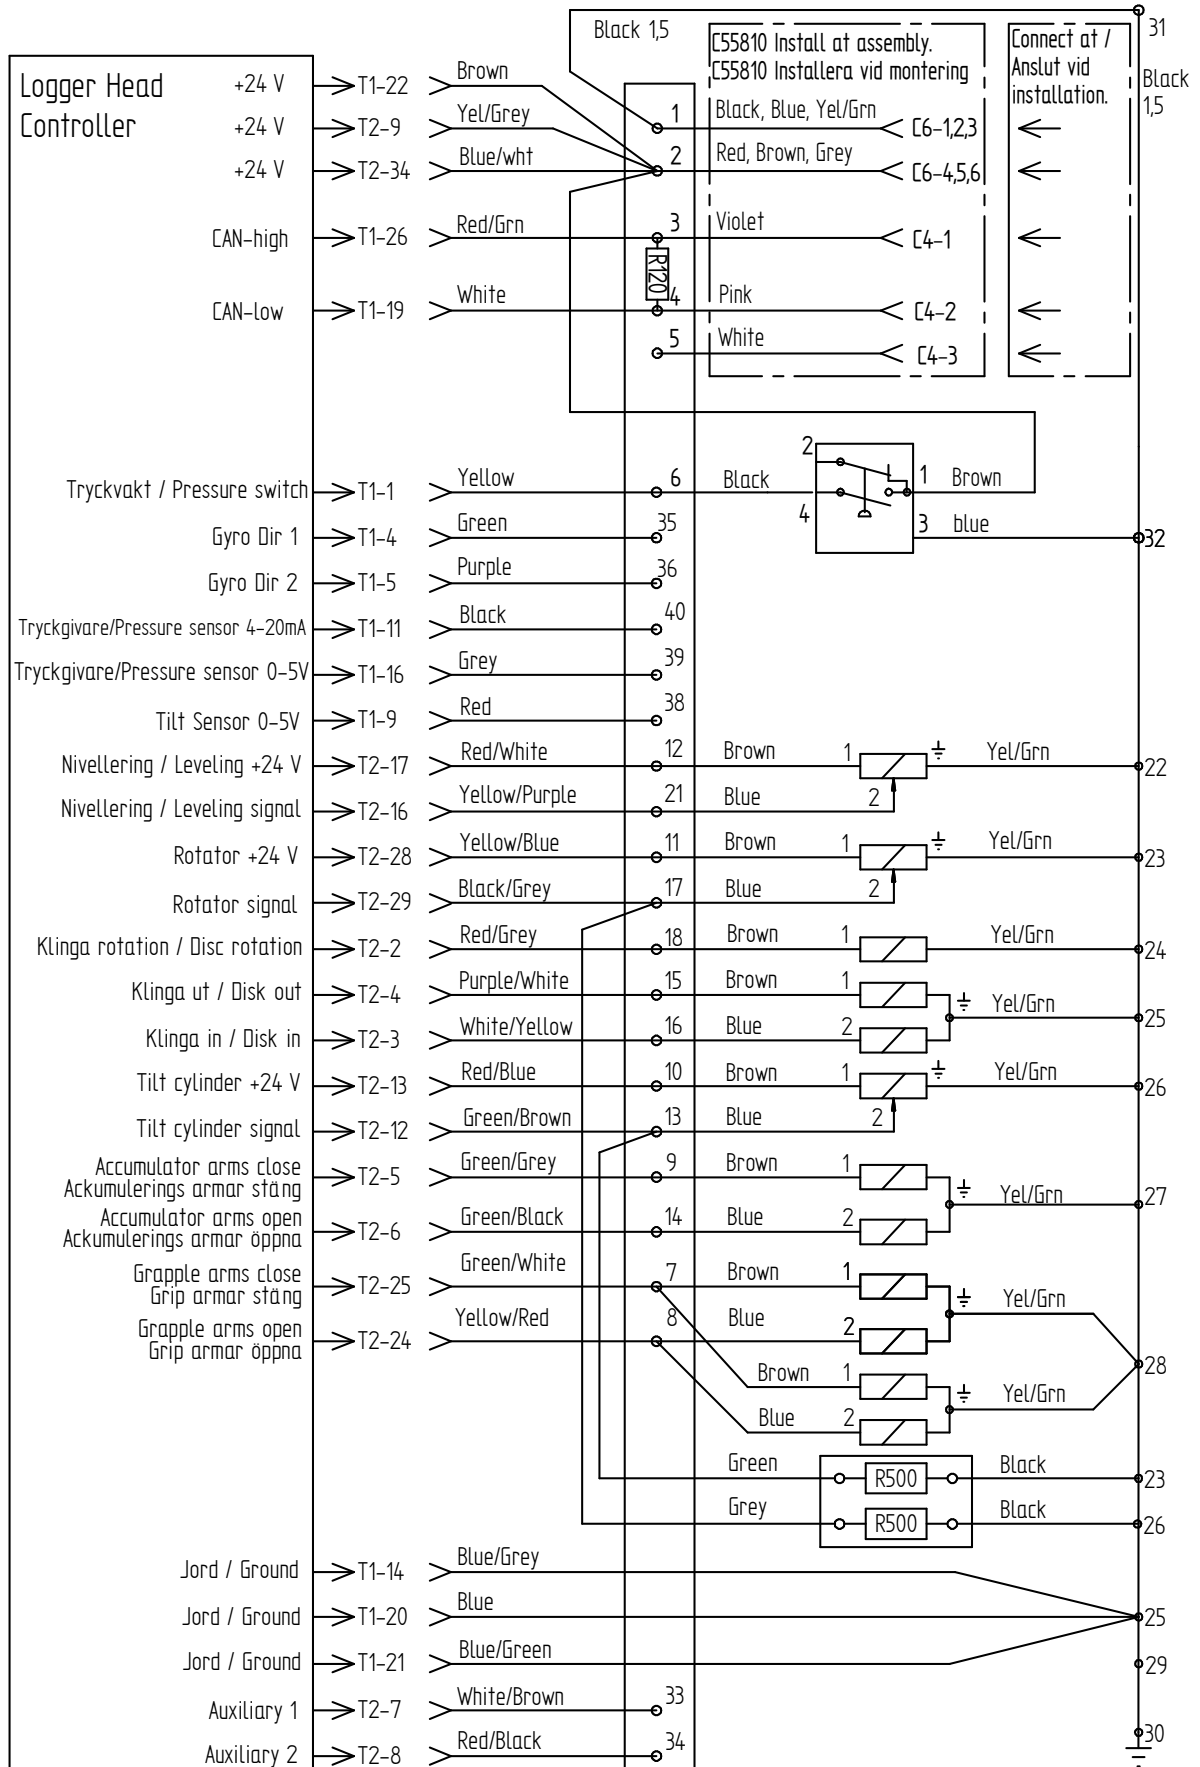 Black 1,5
31
C55810 Install at assembly.
C55810 Installera vid montering
Connect at /
Anslut vid
installation.
Black
1,5
Logger Head
Controller
+24 V T1-22 Brown
1 Black, Blue, Yel/Grn C6-1,2,3
+24 V T2-9 Yel/Grey
+24 V T2-34 Blue/wht 2 Red, Brown, Grey C6-4,5,6
CAN-high T1-26 Red/Grn 3 Violet C4-1
R120
CAN-low T1-19 White 4 Pink C4-2
5 White C4-3
Tryckvakt / Pressure switch T1-1 Yellow 6 Black 2 4 1 Brown
3 blue 32
Gyro Dir 1 T1-4 Green 35
Gyro Dir 2 T1-5 Purple 36
Tryckgivare/Pressure sensor 4-20mA T1-11 Black 40
Tryckgivare/Pressure sensor 0-5V T1-16 Grey 39
Tilt Sensor 0-5V T1-9 Red 38
Nivellering / Leveling +24 V T2-17 Red/White 12 Brown 1 Yel/Grn 22
Nivellering / Leveling signal T2-16 Yellow/Purple 21 Blue 2
Rotator +24 V T2-28 Yellow/Blue 11 Brown 1 Yel/Grn 23
Rotator signal T2-29 Black/Grey 17 Blue 2
Klinga rotation / Disc rotation T2-2 Red/Grey 18 Brown 1 Yel/Grn 24
Klinga ut / Disk out T2-4 Purple/White 15 Brown 1 Yel/Grn 25
Klinga in / Disk in T2-3 White/Yellow 16 Blue 2
Tilt cylinder +24 V T2-13 Red/Blue 10 Brown 1 Yel/Grn 26
Tilt cylinder signal T2-12 Green/Brown 13 Blue 2
Accumulator arms close
Ackumulerings armar stäng T2-5 Green/Grey 9 Brown 1 Yel/Grn 27
Accumulator arms open
Ackumulerings armar öppna T2-6 Green/Black 14 Blue 2
Grapple arms close
Grip armar stäng T2-25 Green/White 7 Brown 1 Yel/Grn
Grapple arms open
Grip armar öppna T2-24 Yellow/Red 8 Blue 2
28
Brown 1 Yel/Grn
Blue 2
Green R500 Black 23
Grey R500 Black 26
Jord / Ground T1-14 Blue/Grey
Jord / Ground T1-20 Blue 25
Jord / Ground T1-21 Blue/Green 29
Auxiliary 1 T2-7 White/Brown 33
30
Auxiliary 2 T2-8 Red/Black 34